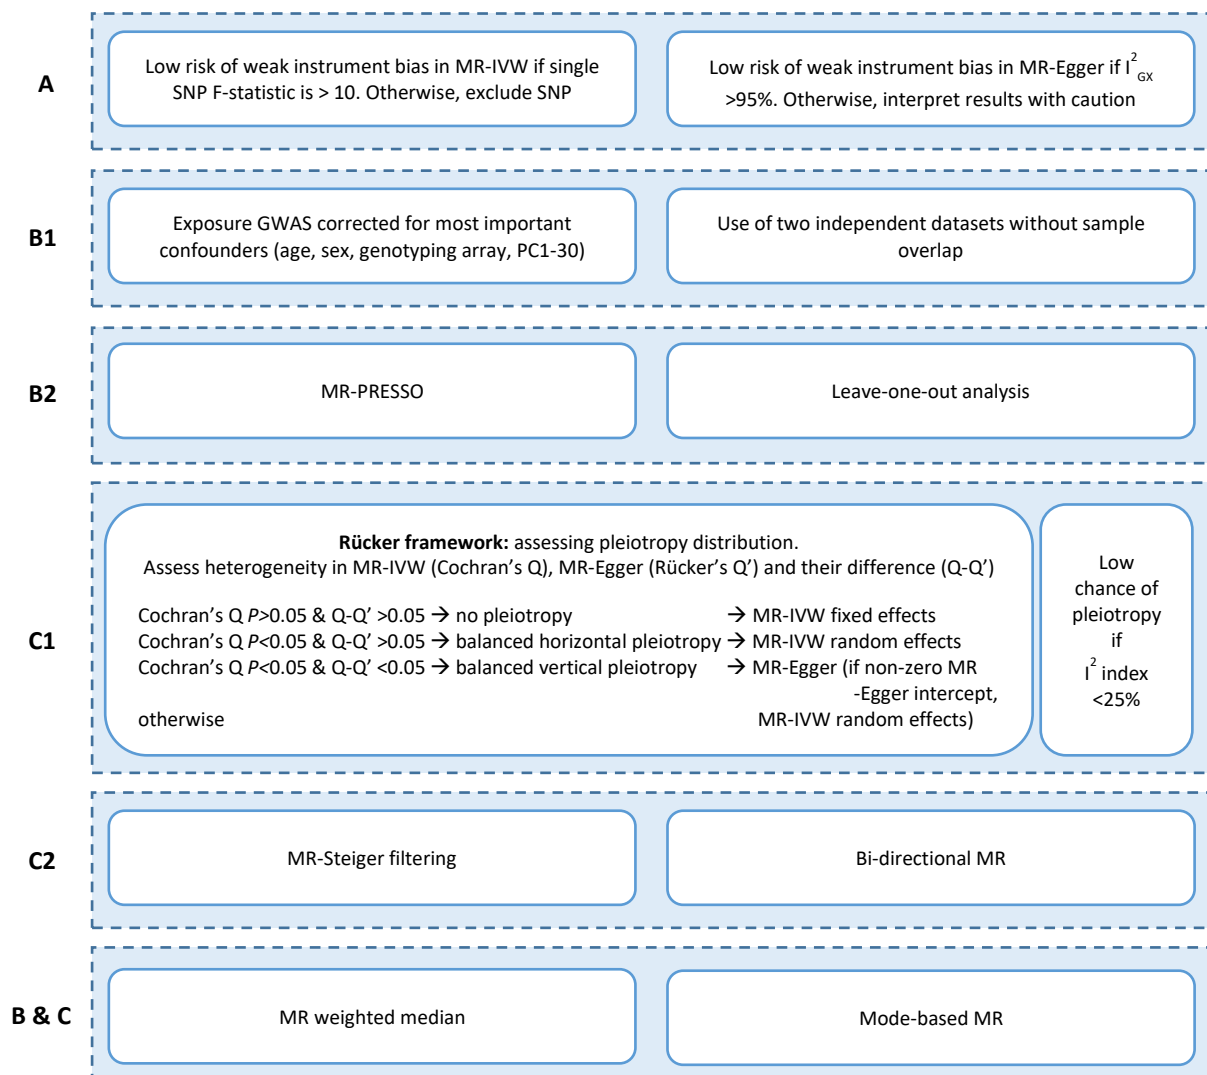 A
Low risk of weak instrument bias in MR-IVW if single
SNP F-statistic is > 10. Otherwise, exclude SNP
Low risk of weak instrument bias in MR-Egger if I²GX
>95%. Otherwise, interpret results with caution
B1
Exposure GWAS corrected for most important
confounders (age, sex, genotyping array, PC1-30)
Use of two independent datasets without sample
overlap
B2
MR-PRESSO
Leave-one-out analysis
C1
Rücker framework: assessing pleiotropy distribution.
Assess heterogeneity in MR-IVW (Cochran’s Q), MR-Egger (Rücker’s Q’) and their difference (Q-Q’)
Cochran’s Q P>0.05 & Q-Q’ >0.05 → no pleiotropy → MR-IVW fixed effects
Cochran’s Q P<0.05 & Q-Q’ >0.05 → balanced horizontal pleiotropy → MR-IVW random effects
Cochran’s Q P<0.05 & Q-Q’ <0.05 → balanced vertical pleiotropy → MR-Egger (if non-zero MR
-Egger intercept,
otherwise MR-IVW random effects)
Low
chance of
pleiotropy
if
I² index
<25%
C2
MR-Steiger filtering
Bi-directional MR
B & C
MR weighted median
Mode-based MR